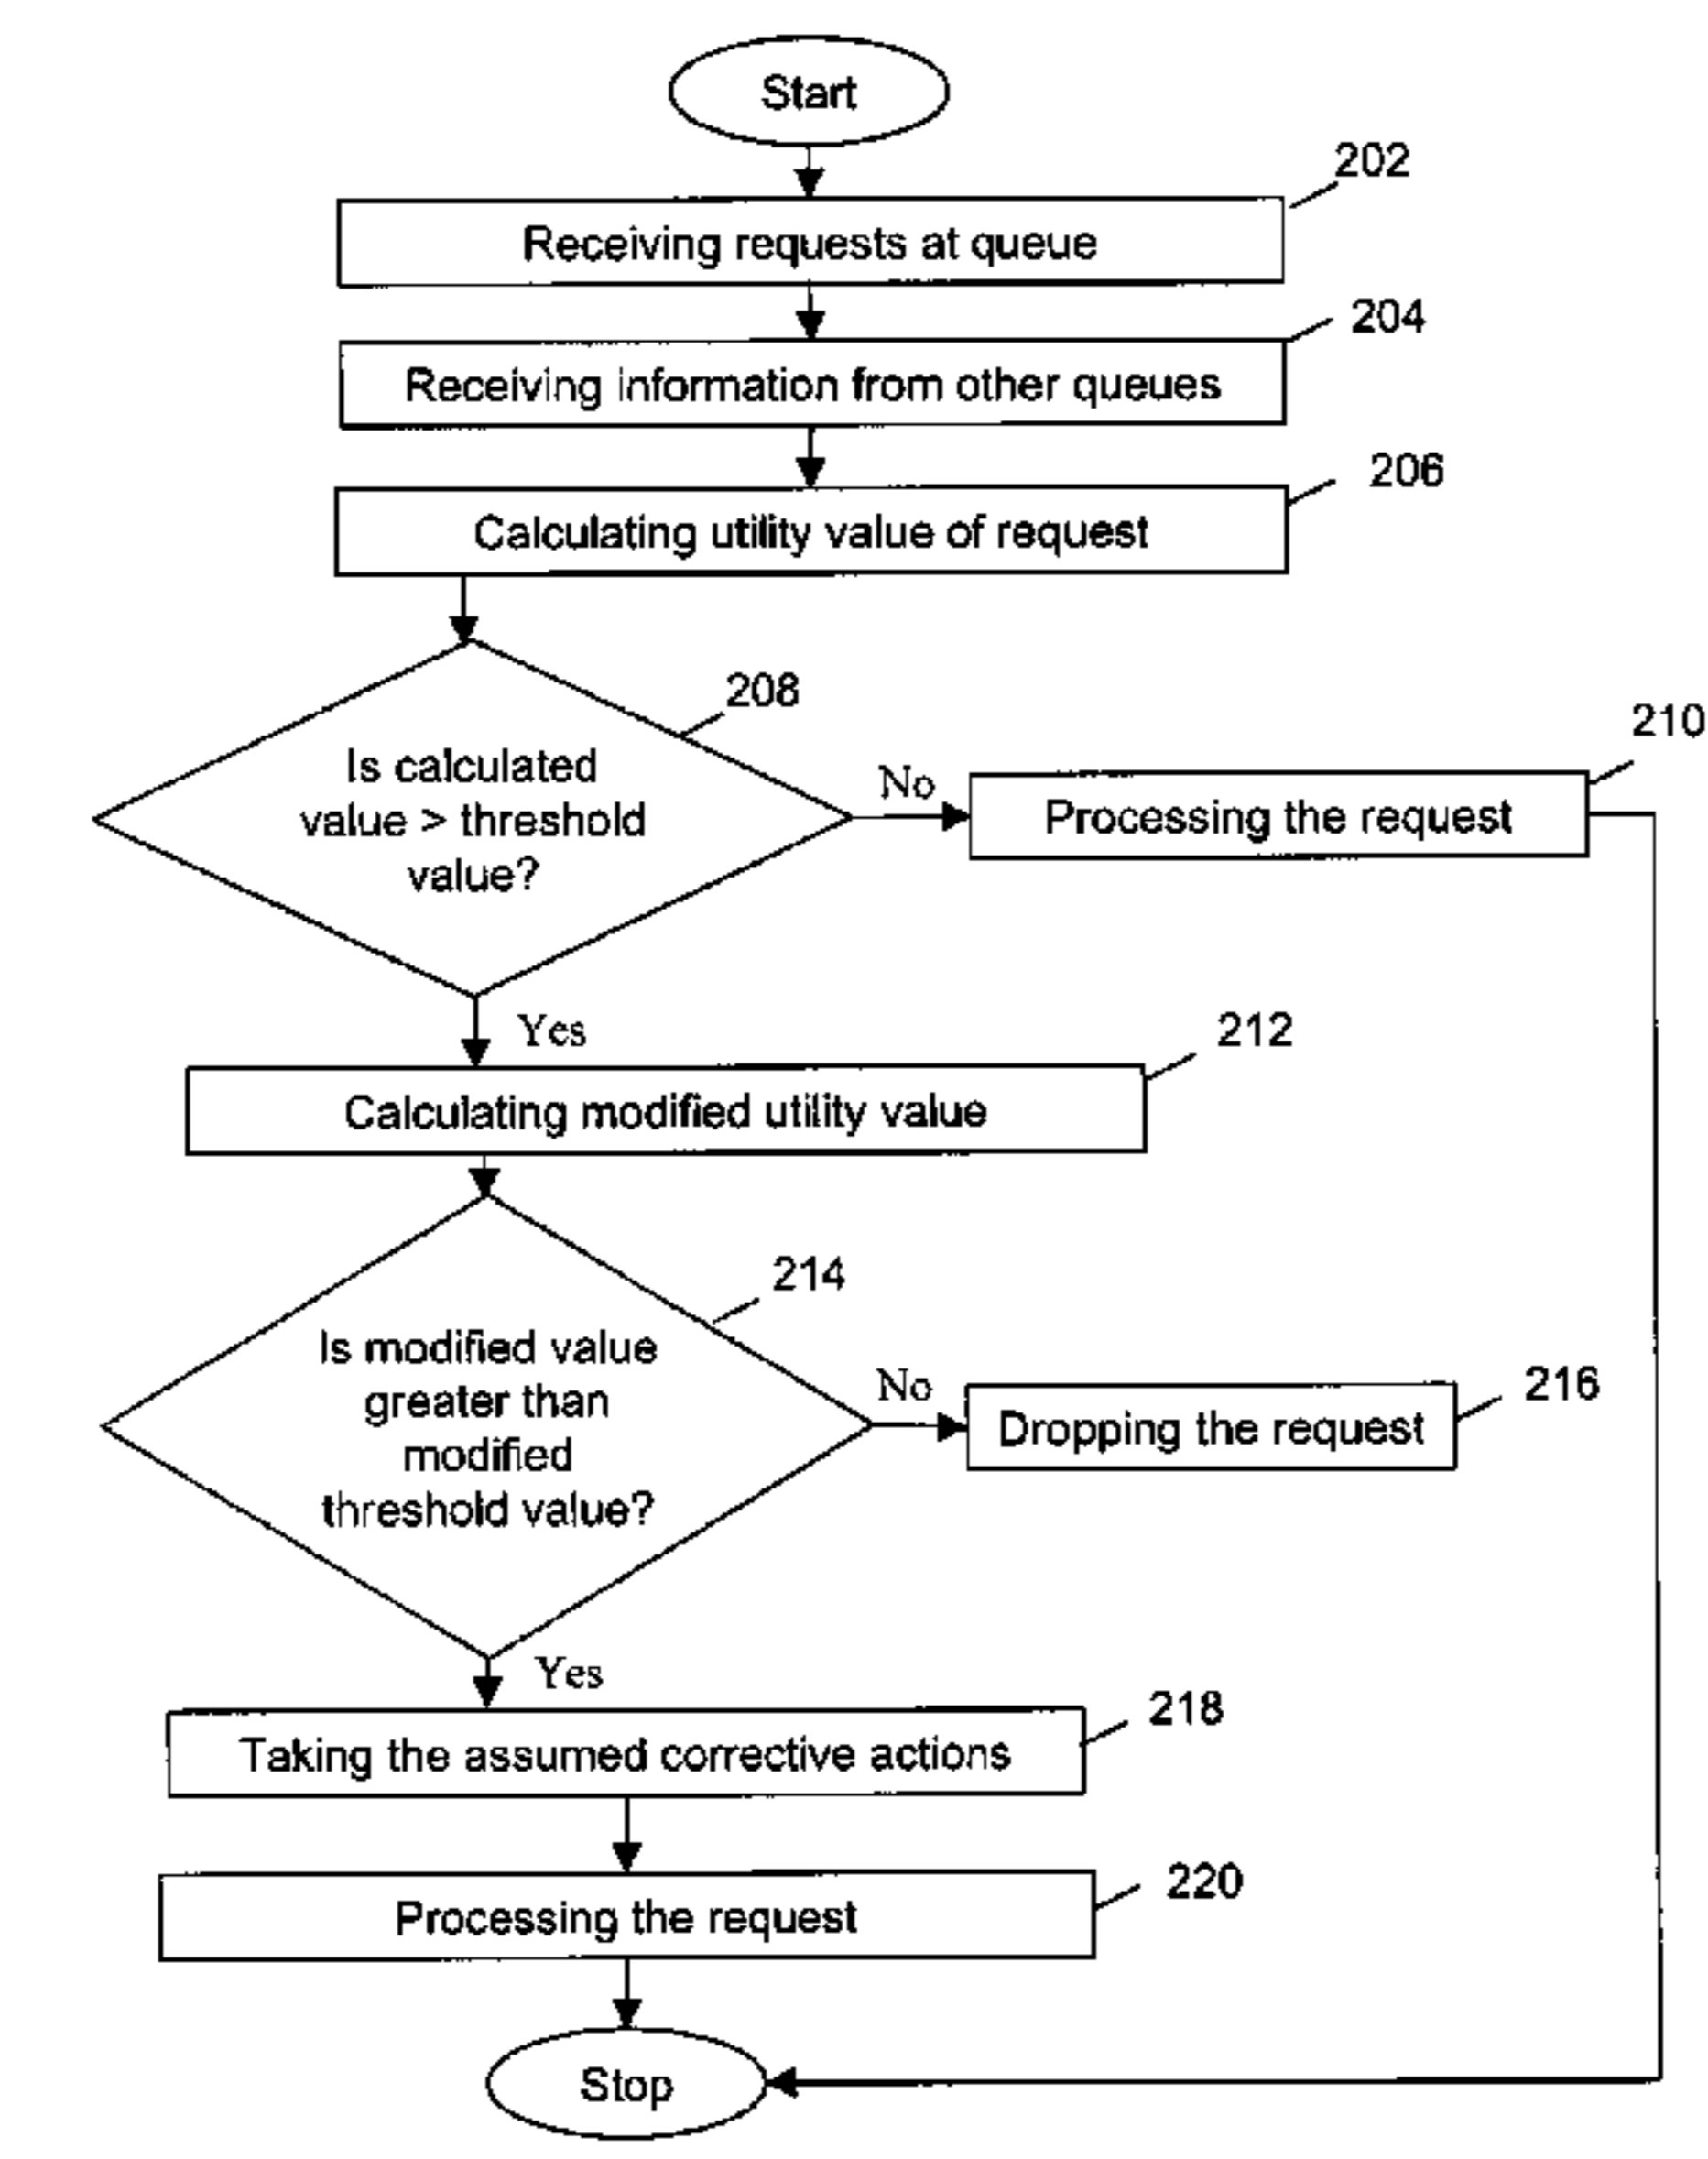 Start
202
Receiving requests at queue
204
Receiving information from other queues
206
Calculating utility value of request
208
Is calculated
value > threshold
value?
No
210
Processing the request
Yes
212
Calculating modified utility value
214
Is modified value
greater than
modified
threshold value?
No
216
Dropping the request
Yes
218
Taking the assumed corrective actions
220
Processing the request
Stop